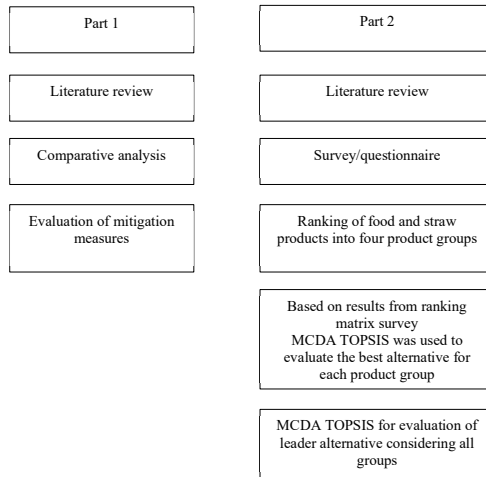 Part 1
Literature review
Comparative analysis
Evaluation of mitigation
measures
Part 2
Literature review
Survey/questionnaire
Ranking of food and straw
products into four product groups
Based on results from ranking
matrix survey
MCDA TOPSIS was used to
evaluate the best alternative for
each product group
MCDA TOPSIS for evaluation of
leader alternative considering all
groups